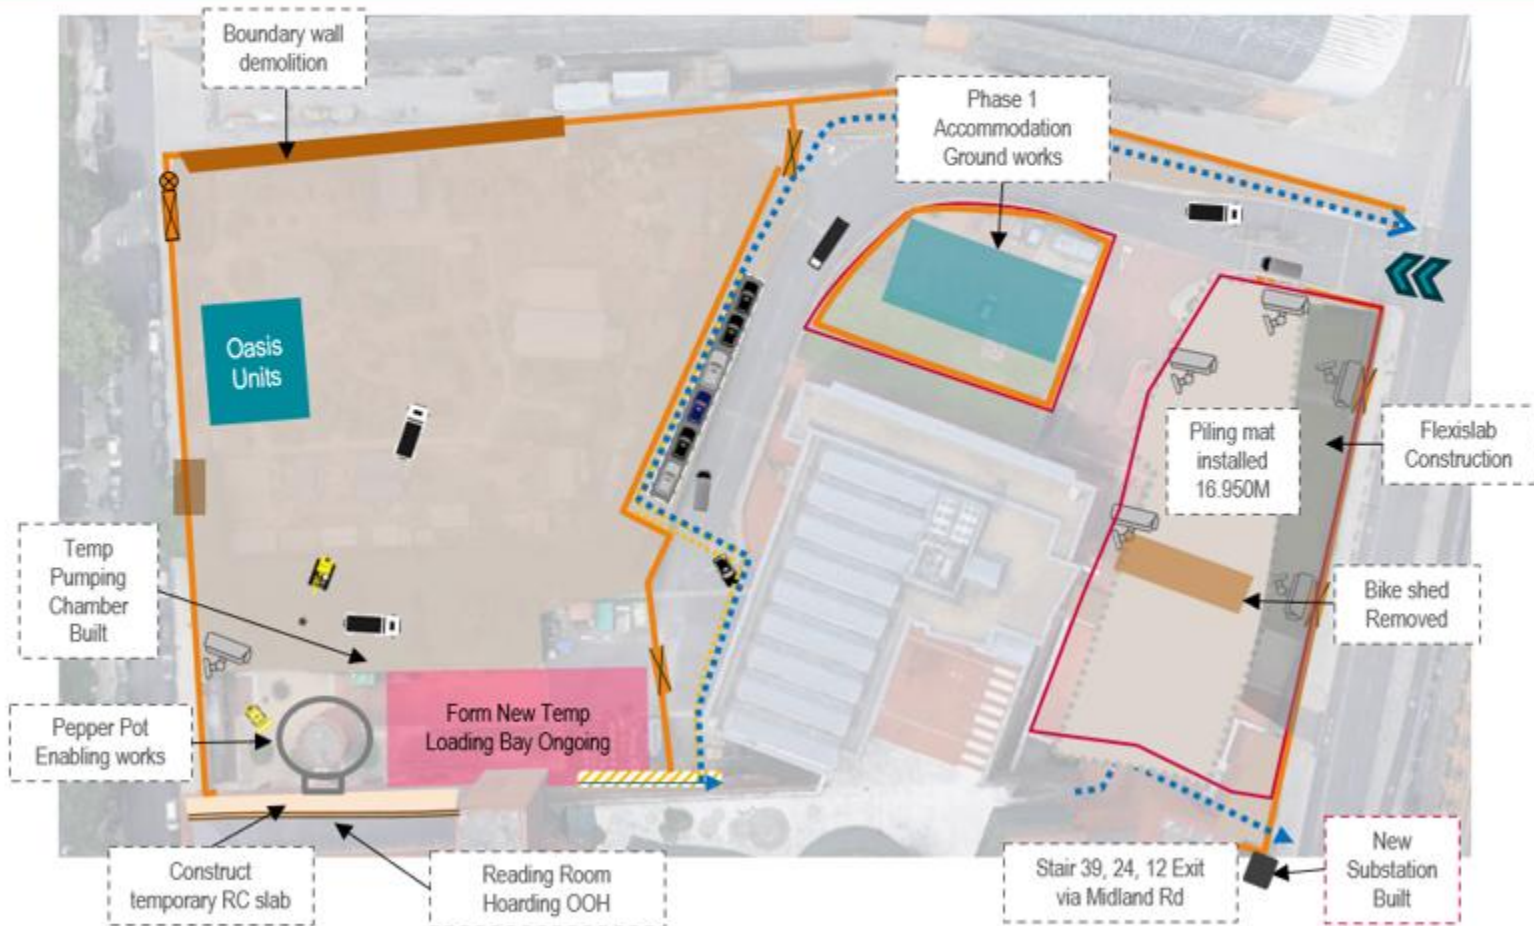 Boundary wall
demolition
Phase 1
Accommodation
Ground works
Oasis
Units
Piling mat
installed
16.950M
Flexislab
Construction
Temp
Pumping
Chamber
Built
Bike shed
Removed
Form New Temp
Loading Bay Ongoing
Pepper Pot
Enabling works
Construct
temporary RC slab
Reading Room
Hoarding OOH
Stair 39, 24, 12 Exit
via Midland Rd
New
Substation
Built